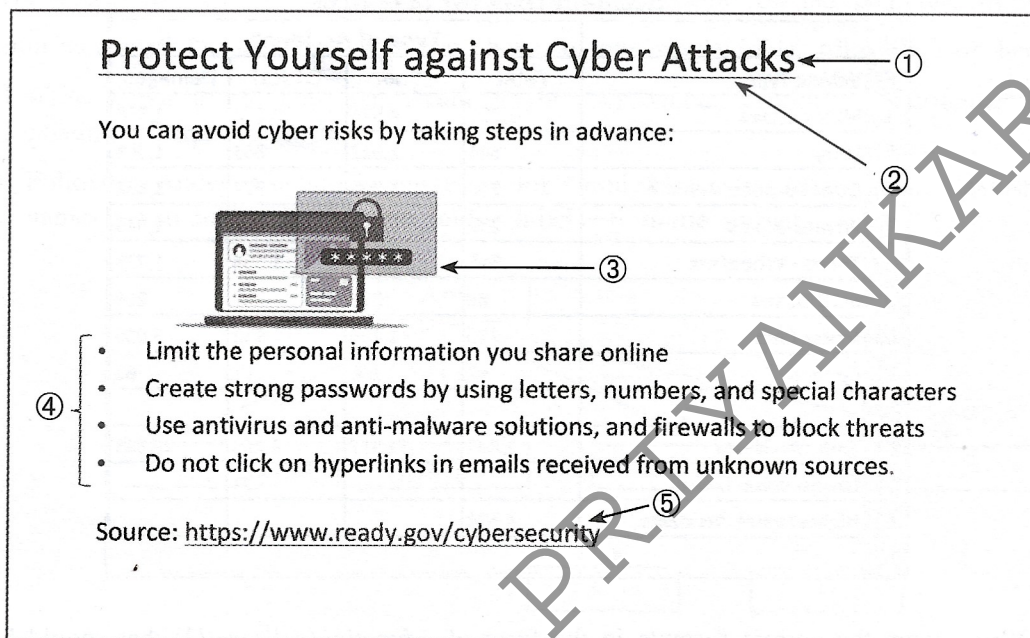 Protect Yourself against Cyber Attacks
①
You can avoid cyber risks by taking steps in advance:
②
*****
③
④
• Limit the personal information you share online
• Create strong passwords by using letters, numbers, and special characters
• Use antivirus and anti-malware solutions, and firewalls to block threats
• Do not click on hyperlinks in emails received from unknown sources.
⑤
Source: https://www.ready.gov/cybersecurity
PRIYANKAR